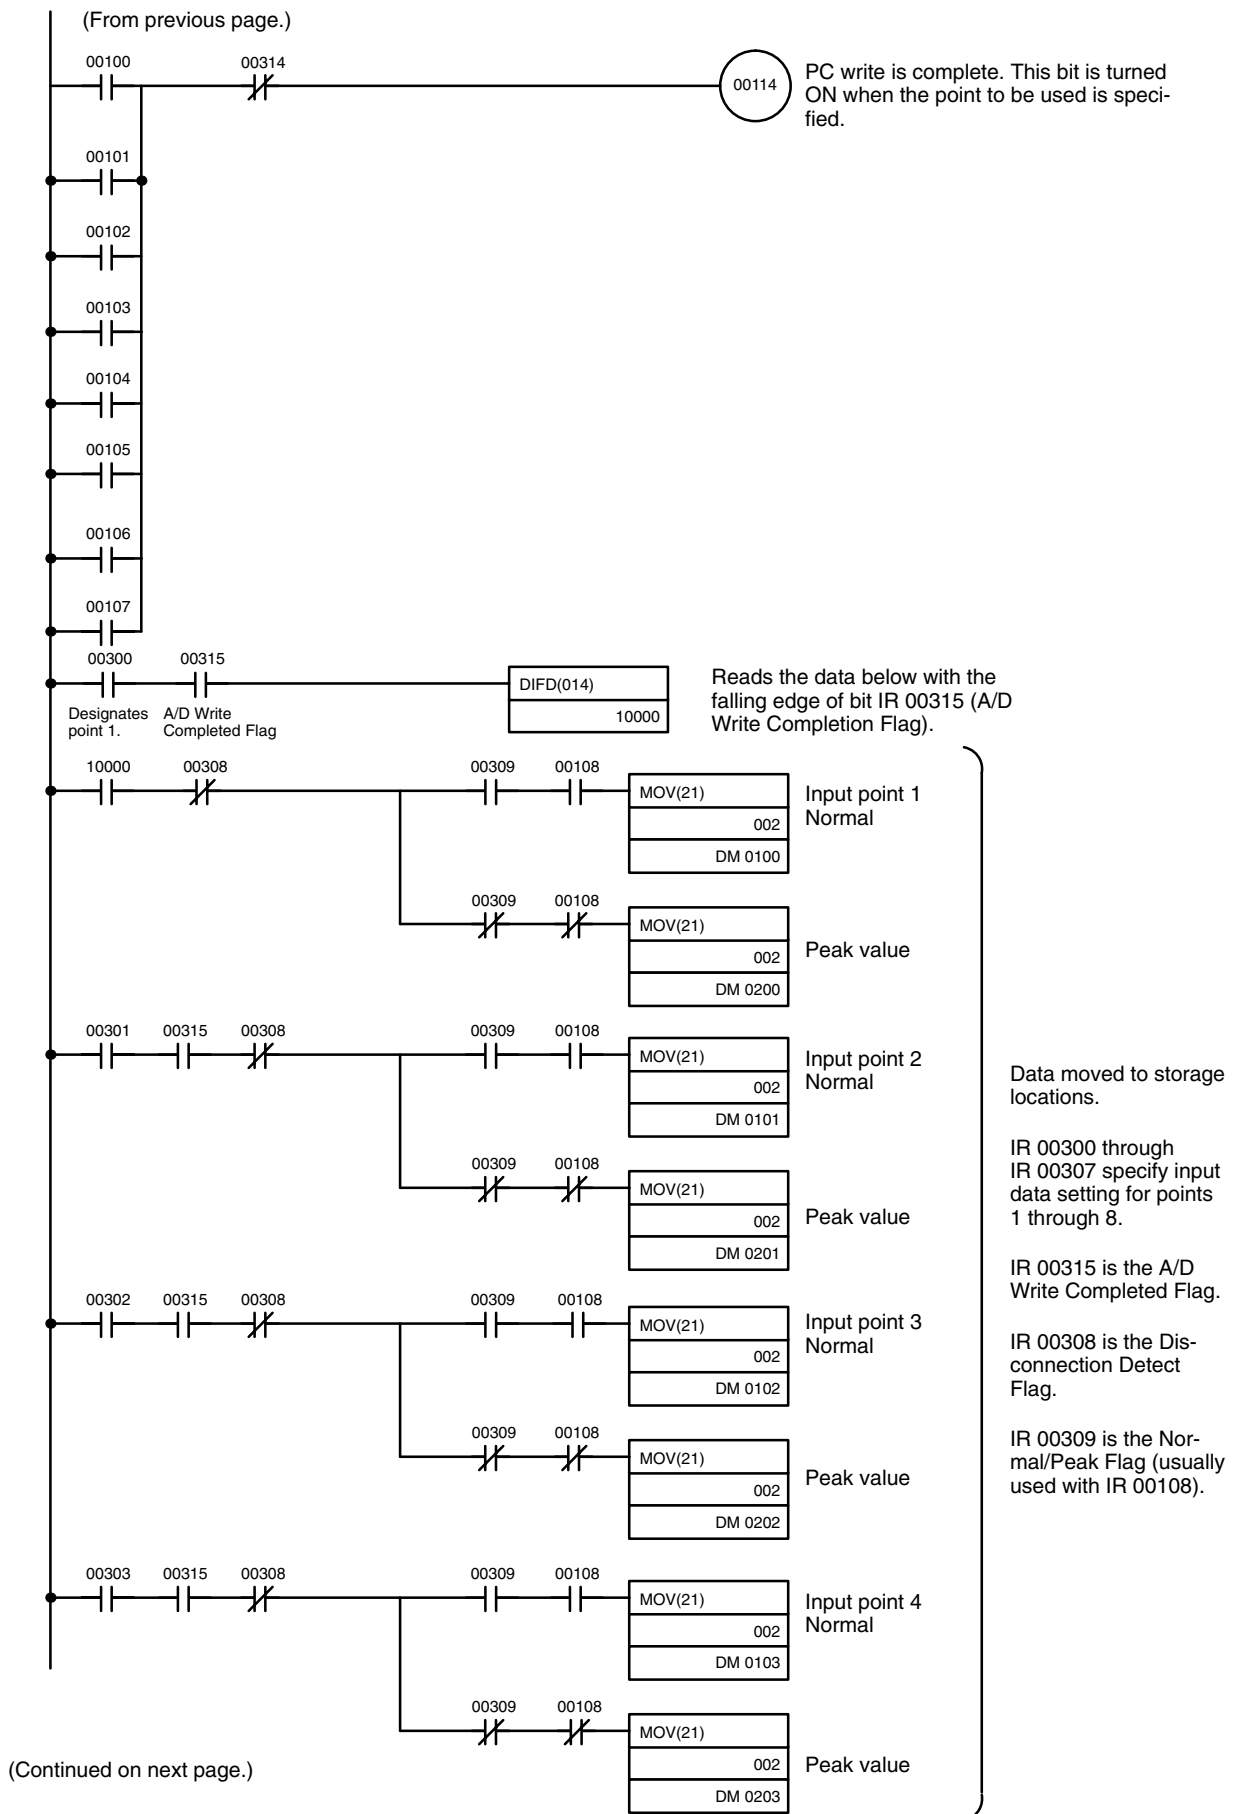 (From previous page.)
00100 00314
00114
PC write is complete. This bit is turned
ON when the point to be used is speci-
fied.
00101
00102
00103
00104
00105
00106
00107
00300 00315
Designates
point 1.
A/D Write
Completed Flag
DIFD(014)
10000
Reads the data below with the
falling edge of bit IR 00315 (A/D
Write Completion Flag).
10000 00308 00309 00108
MOV(21)
002
DM 0100
Input point 1
Normal
00309 00108
MOV(21)
002
DM 0200
Peak value
00301 00315 00308 00309 00108
MOV(21)
002
DM 0101
Input point 2
Normal
00309 00108
MOV(21)
002
DM 0201
Peak value
00302 00315 00308 00309 00108
MOV(21)
002
DM 0102
Input point 3
Normal
00309 00108
MOV(21)
002
DM 0202
Peak value
00303 00315 00308 00309 00108
MOV(21)
002
DM 0103
Input point 4
Normal
00309 00108
MOV(21)
002
DM 0203
Peak value
Data moved to storage
locations.
IR 00300 through
IR 00307 specify input
data setting for points
1 through 8.
IR 00315 is the A/D
Write Completed Flag.
IR 00308 is the Dis-
connection Detect
Flag.
IR 00309 is the Nor-
mal/Peak Flag (usually
used with IR 00108).
(Continued on next page.)